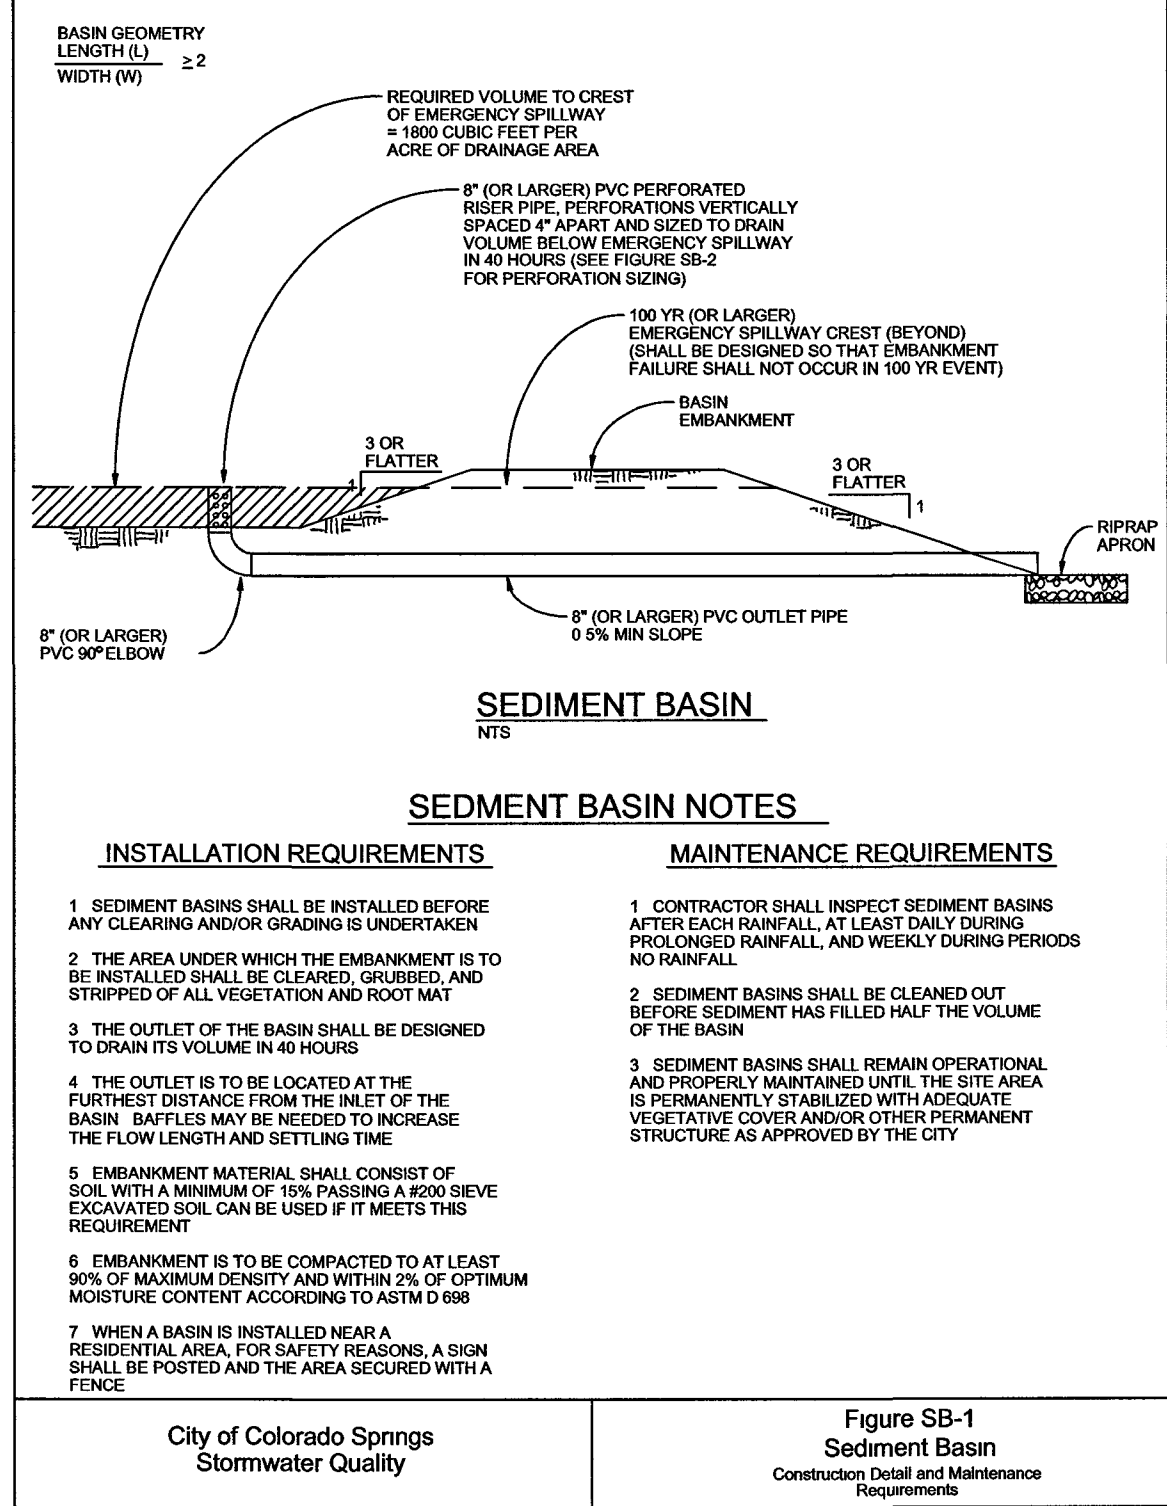 BASIN GEOMETRY
LENGTH (L)
WIDTH (W)
≥ 2
REQUIRED VOLUME TO CREST
OF EMERGENCY SPILLWAY
= 1800 CUBIC FEET PER
ACRE OF DRAINAGE AREA
8" (OR LARGER) PVC PERFORATED
RISER PIPE, PERFORATIONS VERTICALLY
SPACED 4" APART AND SIZED TO DRAIN
VOLUME BELOW EMERGENCY SPILLWAY
IN 40 HOURS (SEE FIGURE SB-2
FOR PERFORATION SIZING)
100 YR (OR LARGER)
EMERGENCY SPILLWAY CREST (BEYOND)
(SHALL BE DESIGNED SO THAT EMBANKMENT
FAILURE SHALL NOT OCCUR IN 100 YR EVENT)
BASIN
EMBANKMENT
3 OR
FLATTER
1
3 OR
FLATTER
1
RIPRAP
APRON
8" (OR LARGER) PVC OUTLET PIPE
0 5% MIN SLOPE
8" (OR LARGER)
PVC 90° ELBOW
SEDIMENT BASIN
NTS
SEDMENT BASIN NOTES
INSTALLATION REQUIREMENTS
1 SEDIMENT BASINS SHALL BE INSTALLED BEFORE
ANY CLEARING AND/OR GRADING IS UNDERTAKEN
2 THE AREA UNDER WHICH THE EMBANKMENT IS TO
BE INSTALLED SHALL BE CLEARED, GRUBBED, AND
STRIPPED OF ALL VEGETATION AND ROOT MAT
3 THE OUTLET OF THE BASIN SHALL BE DESIGNED
TO DRAIN ITS VOLUME IN 40 HOURS
4 THE OUTLET IS TO BE LOCATED AT THE
FURTHEST DISTANCE FROM THE INLET OF THE
BASIN BAFFLES MAY BE NEEDED TO INCREASE
THE FLOW LENGTH AND SETTLING TIME
5 EMBANKMENT MATERIAL SHALL CONSIST OF
SOIL WITH A MINIMUM OF 15% PASSING A #200 SIEVE
EXCAVATED SOIL CAN BE USED IF IT MEETS THIS
REQUIREMENT
6 EMBANKMENT IS TO BE COMPACTED TO AT LEAST
90% OF MAXIMUM DENSITY AND WITHIN 2% OF OPTIMUM
MOISTURE CONTENT ACCORDING TO ASTM D 698
7 WHEN A BASIN IS INSTALLED NEAR A
RESIDENTIAL AREA, FOR SAFETY REASONS, A SIGN
SHALL BE POSTED AND THE AREA SECURED WITH A
FENCE
MAINTENANCE REQUIREMENTS
1 CONTRACTOR SHALL INSPECT SEDIMENT BASINS
AFTER EACH RAINFALL, AT LEAST DAILY DURING
PROLONGED RAINFALL, AND WEEKLY DURING PERIODS
NO RAINFALL
2 SEDIMENT BASINS SHALL BE CLEANED OUT
BEFORE SEDIMENT HAS FILLED HALF THE VOLUME
OF THE BASIN
3 SEDIMENT BASINS SHALL REMAIN OPERATIONAL
AND PROPERLY MAINTAINED UNTIL THE SITE AREA
IS PERMANENTLY STABILIZED WITH ADEQUATE
VEGETATIVE COVER AND/OR OTHER PERMANENT
STRUCTURE AS APPROVED BY THE CITY
City of Colorado Springs
Stormwater Quality
Figure SB-1
Sediment Basin
Construction Detail and Maintenance
Requirements